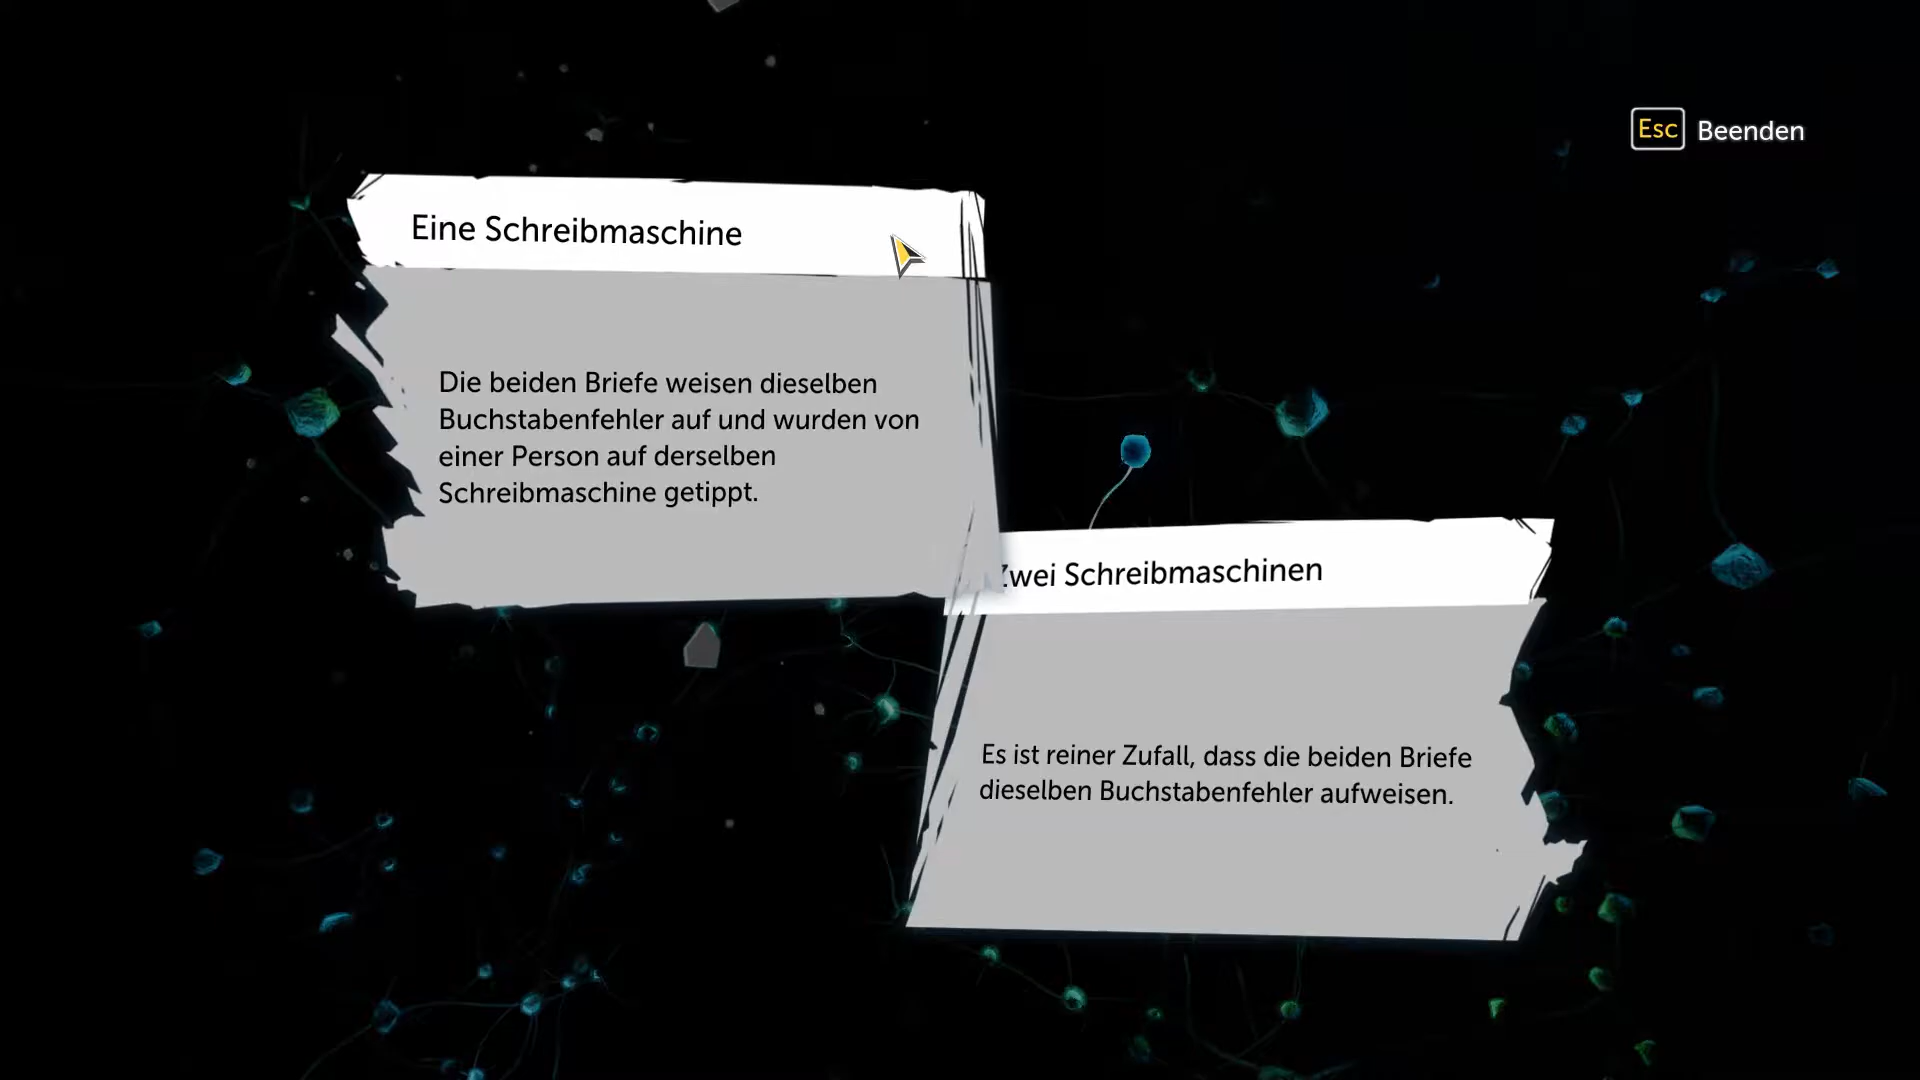 Esc Beenden
Eine Schreibmaschine
Die beiden Briefe weisen dieselben
Buchstabenfehler auf und wurden von
einer Person auf derselben
Schreibmaschine getippt.
Zwei Schreibmaschinen
Es ist reiner Zufall, dass die beiden Briefe
dieselben Buchstabenfehler aufweisen.